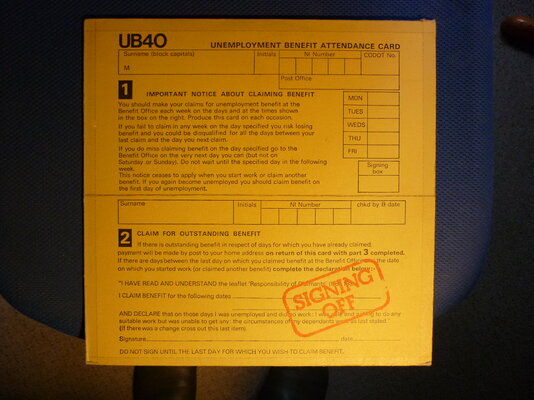 UB40 UNEMPLOYMENT BENEFIT ATTENDANCE CARD
Surname (block capitals) Initials NI Number CODOT No.
M
Post Office
1 IMPORTANT NOTICE ABOUT CLAIMING BENEFIT
You should make your claims for unemployment benefit at the
Benefit Office each week on the days and at the times shown
in the box on the right. Produce this card on each occasion.
If you fail to claim in any week on the day specified you risk losing
benefit and you could be disqualified for all the days between your
last claim and the day you next claim.
If you do miss claiming benefit on the day specified go to the
Benefit Office on the very next day you can (but not on
Saturday or Sunday). Do not wait until the specified day in the following
week.
This notice ceases to apply when you start work or claim another
benefit. If you again become unemployed you should claim benefit on
the first day of unemployment.
MON
TUES
WEDS
THU
FRI
Signing
box
Surname Initials NI Number chkd by & date
2 CLAIM FOR OUTSTANDING BENEFIT
If there is outstanding benefit in respect of days for which you have already claimed,
payment will be made by post to your home address on return of this card with part 3 completed.
If there are days between the last day on which you claimed benefit at the Benefit Office and the date
on which you started work (or claimed another benefit) complete the declaration below:-
"I HAVE READ AND UNDERSTAND the leaflet 'Responsibility of Claimants'
I CLAIM BENEFIT for the following dates
AND DECLARE that on those days I was unemployed and did no work: I was able and willing to do any
suitable work but was unable to get any: the circumstances of my dependants were as last stated."
(If there was a change cross out this last item).
Signature date
DO NOT SIGN UNTIL THE LAST DAY FOR WHICH YOU WISH TO CLAIM BENEFIT.
SIGNING
OFF